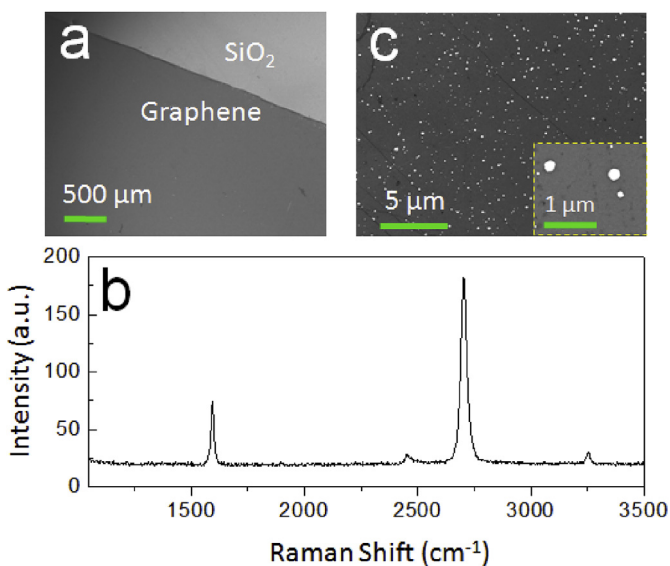 a
SiO₂
Graphene
500 µm
c
5 µm
1 µm
b
Intensity (a.u.)
200
150
100
50
0
1500
2000
2500
3000
3500
Raman Shift (cm⁻¹)